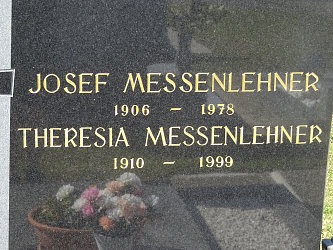 JOSEF MESSENLEHNER
1906 – 1978
THERESIA MESSENLEHNER
1910 – 1999